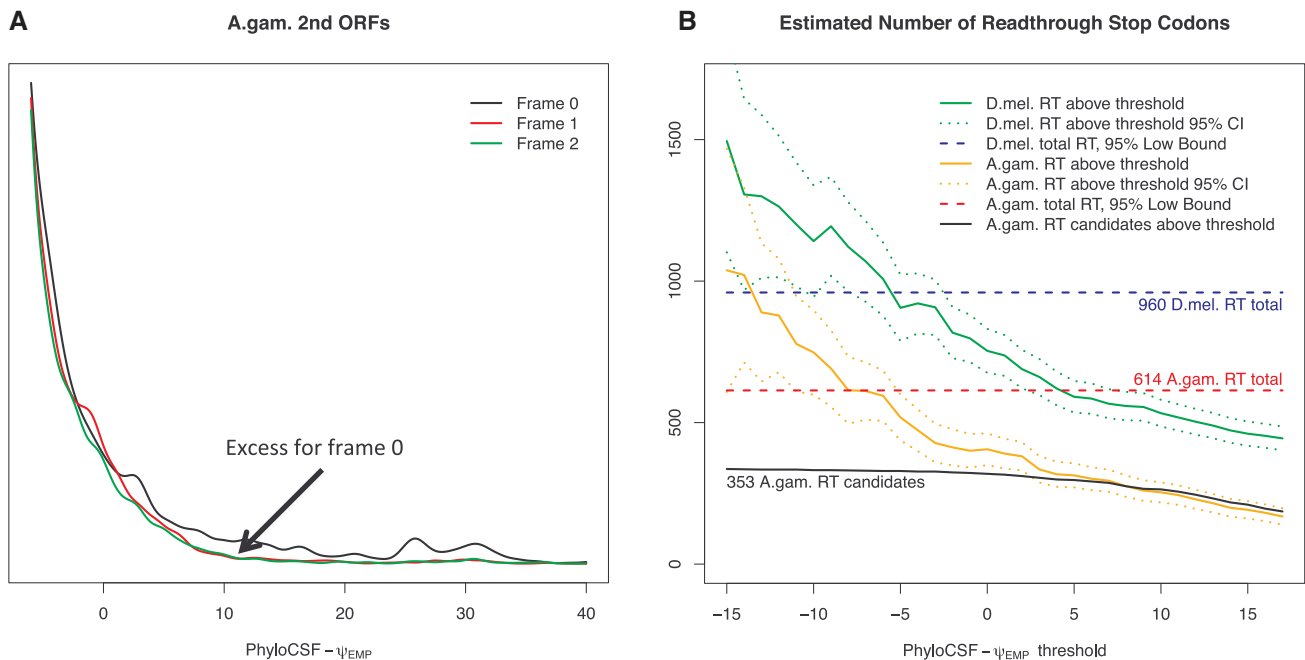 A
A.gam. 2nd ORFs
Frame 0
Frame 1
Frame 2
Excess for frame 0
0
10
20
30
40
PhyloCSF – ψEMP
B
Estimated Number of Readthrough Stop Codons
D.mel. RT above threshold
D.mel. RT above threshold 95% CI
D.mel. total RT, 95% Low Bound
A.gam. RT above threshold
A.gam. RT above threshold 95% CI
A.gam. total RT, 95% Low Bound
A.gam. RT candidates above threshold
1500
1000
500
0
960 D.mel. RT total
614 A.gam. RT total
353 A.gam. RT candidates
−15
−10
−5
0
5
10
15
PhyloCSF – ψEMP threshold